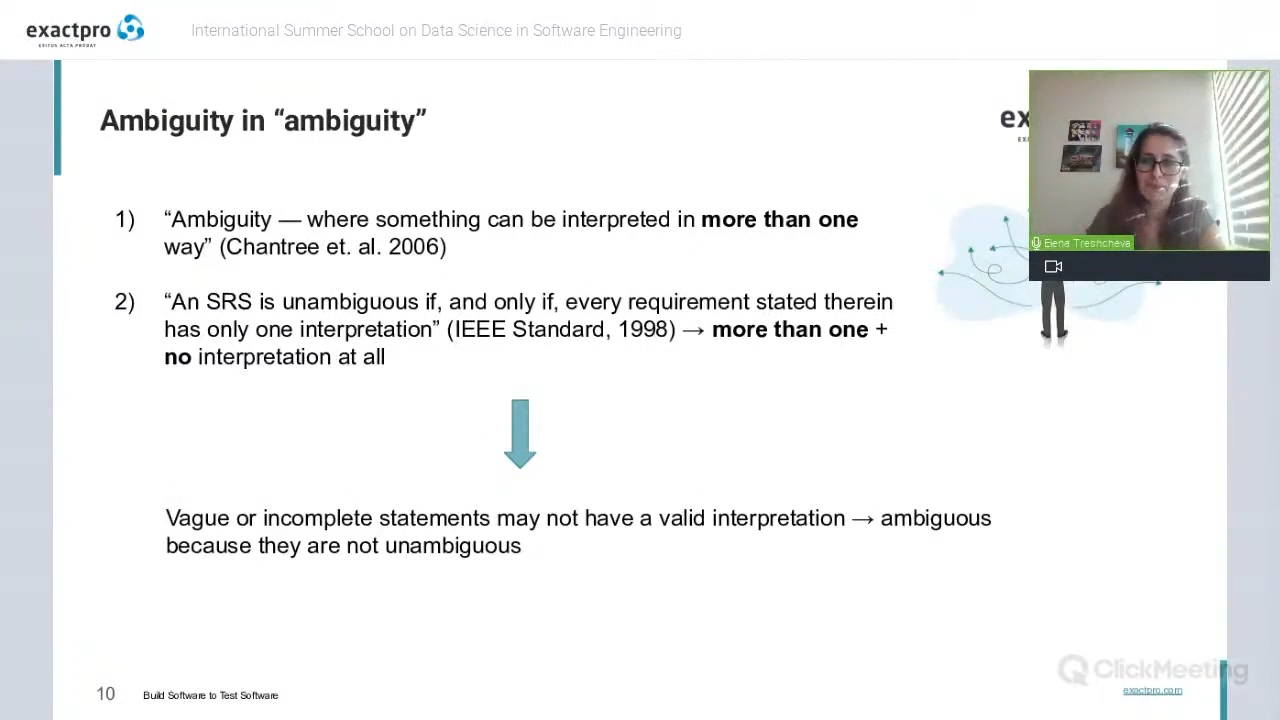 exactpro
EXITUS ACTA PROBAT
International Summer School on Data Science in Software Engineering
Ambiguity in “ambiguity”
1) “Ambiguity — where something can be interpreted in more than one
way” (Chantree et. al. 2006)
2) “An SRS is unambiguous if, and only if, every requirement stated therein
has only one interpretation” (IEEE Standard, 1998) → more than one +
no interpretation at all
Vague or incomplete statements may not have a valid interpretation → ambiguous
because they are not unambiguous
ex
EX
Elena Treshcheva
ClickMeeting
10 Build Software to Test Software
exactpro.com